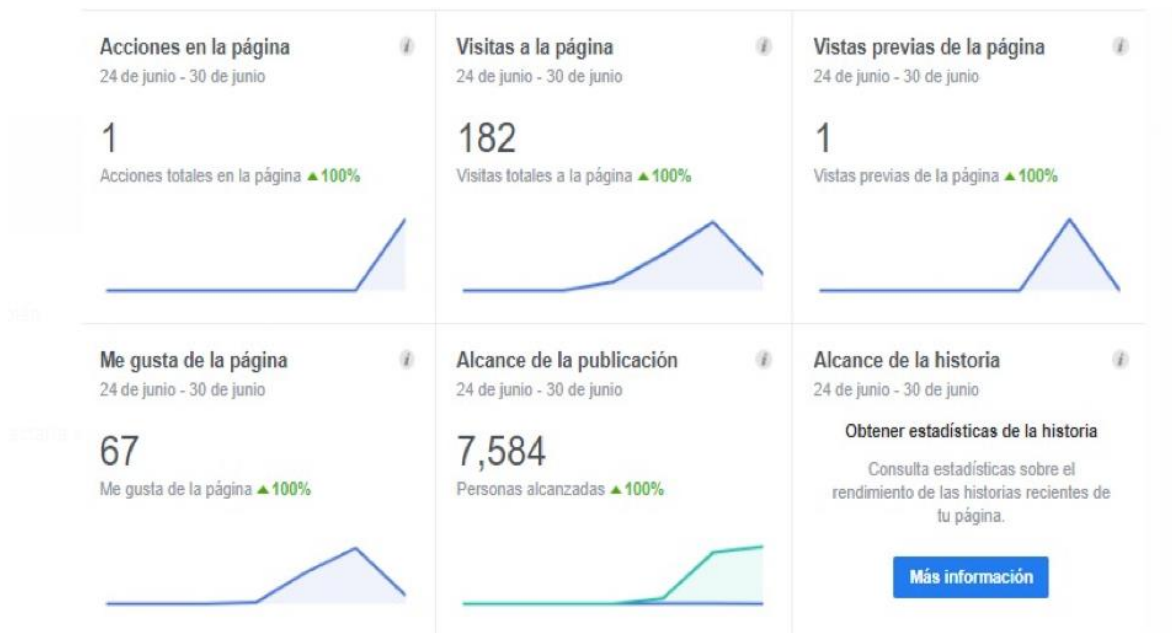 Acciones en la página
24 de junio - 30 de junio
1
Acciones totales en la página ▲100%
Visitas a la página
24 de junio - 30 de junio
182
Visitas totales a la página ▲100%
Vistas previas de la página
24 de junio - 30 de junio
1
Vistas previas de la página ▲100%
Me gusta de la página
24 de junio - 30 de junio
67
Me gusta de la página ▲100%
Alcance de la publicación
24 de junio - 30 de junio
7,584
Personas alcanzadas ▲100%
Alcance de la historia
24 de junio - 30 de junio
Obtener estadísticas de la historia
Consulta estadísticas sobre el
rendimiento de las historias recientes de
tu página.
Más información